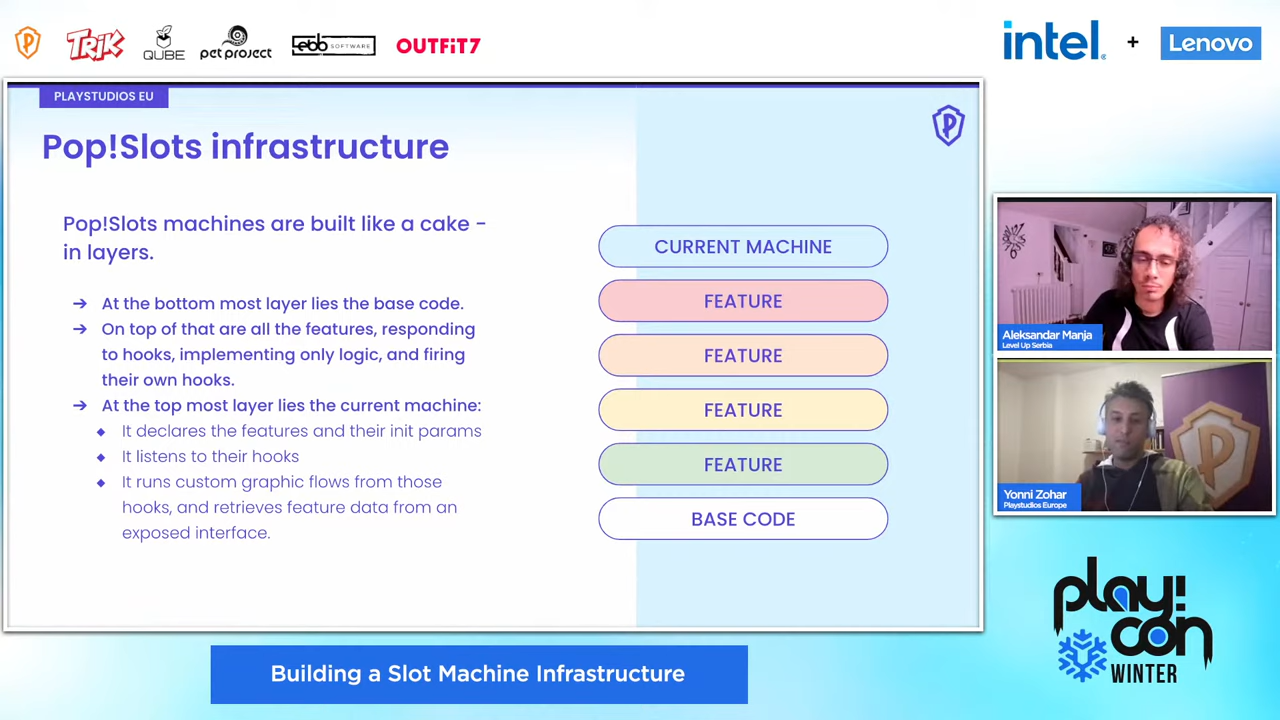 TRiK
QUBE
pet project
ebb SOFTWARE
OUTFIT7
intel + Lenovo
PLAYSTUDIOS EU
P
Pop!Slots infrastructure
Pop!Slots machines are built like a cake -
in layers.
➔ At the bottom most layer lies the base code.
➔ On top of that are all the features, responding
to hooks, implementing only logic, and firing
their own hooks.
➔ At the top most layer lies the current machine:
◆ It declares the features and their init params
◆ It listens to their hooks
◆ It runs custom graphic flows from those
hooks, and retrieves feature data from an
exposed interface.
CURRENT MACHINE
FEATURE
FEATURE
FEATURE
FEATURE
BASE CODE
Aleksandar Manja
Level Up Serbia
Yonni Zohar
Playstudios Europe
play!
con
WINTER
Building a Slot Machine Infrastructure